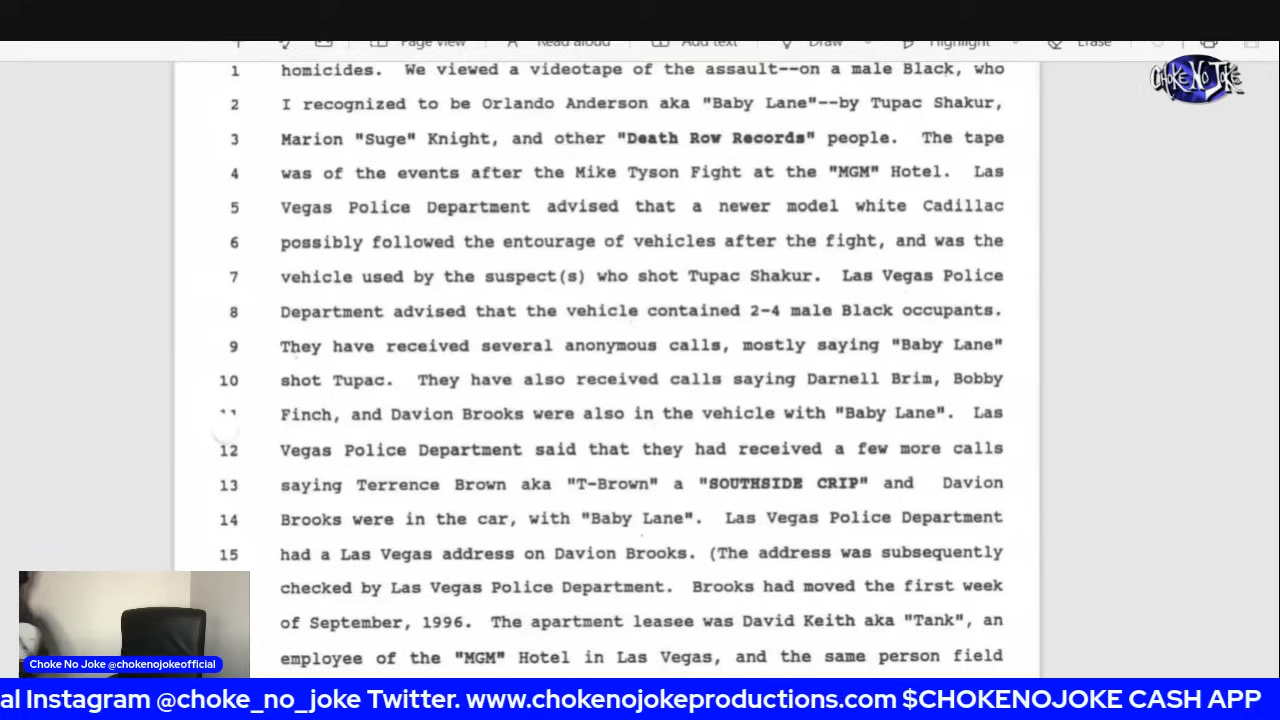 Page view Read aloud Add text Draw Highlight Erase
CHOKE NO JOKE
1 homicides. We viewed a videotape of the assault--on a male Black, who
2 I recognized to be Orlando Anderson aka "Baby Lane"--by Tupac Shakur,
3 Marion "Suge" Knight, and other "Death Row Records" people. The tape
4 was of the events after the Mike Tyson Fight at the "MGM" Hotel. Las
5 Vegas Police Department advised that a newer model white Cadillac
6 possibly followed the entourage of vehicles after the fight, and was the
7 vehicle used by the suspect(s) who shot Tupac Shakur. Las Vegas Police
8 Department advised that the vehicle contained 2-4 male Black occupants.
9 They have received several anonymous calls, mostly saying "Baby Lane"
10 shot Tupac. They have also received calls saying Darnell Brim, Bobby
Finch, and Davion Brooks were also in the vehicle with "Baby Lane". Las
12 Vegas Police Department said that they had received a few more calls
13 saying Terrence Brown aka "T-Brown" a "SOUTHSIDE CRIP" and Davion
14 Brooks were in the car, with "Baby Lane". Las Vegas Police Department
15 had a Las Vegas address on Davion Brooks. (The address was subsequently
checked by Las Vegas Police Department. Brooks had moved the first week
of September, 1996. The apartment leasee was David Keith aka "Tank", an
employee of the "MGM" Hotel in Las Vegas, and the same person field
Choke No Joke @chokenojokeofficial
al Instagram @choke_no_joke Twitter. www.chokenojokeproductions.com $CHOKENOJOKE CASH APP